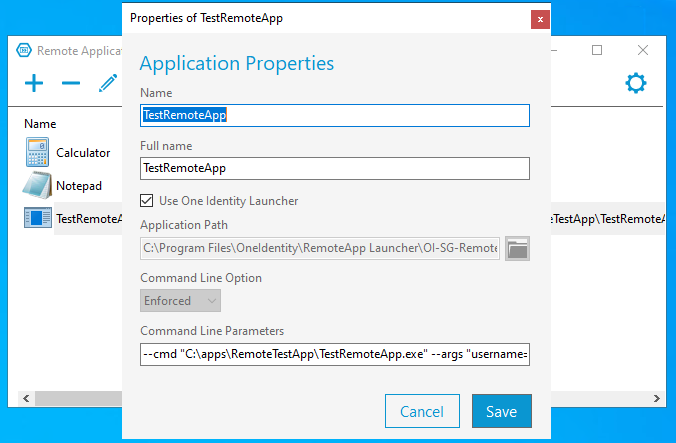 Properties of TestRemoteApp
x
Remote Applic
Application Properties
Name
TestRemoteApp
Full name
TestRemoteApp
Use One Identity Launcher
Application Path
C:\Program Files\OneIdentity\RemoteApp Launcher\OI-SG-Remote
Command Line Option
Enforced
Command Line Parameters
--cmd "C:\apps\RemoteTestApp\TestRemoteApp.exe" --args "username=
Cancel
Save
Name
Calculator
Notepad
TestRemoteA
eTestApp\TestRemoteA